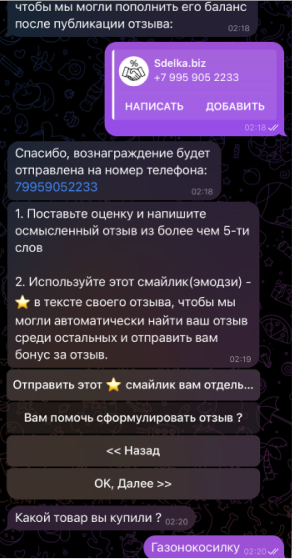 чтобы мы могли пополнить его баланс
после публикации отзыва:
02:18
Sdelka.biz
+7 995 905 2233
НАПИСАТЬ ДОБАВИТЬ
02:18
Спасибо, вознаграждение будет
отправлена на номер телефона:
79959052233
02:18
1. Поставьте оценку и напишите
осмысленный отзыв из более чем 5-ти
слов
2. Используйте этот смайлик(эмодзи) -
⭐ в тексте своего отзыва, чтобы мы
могли автоматически найти ваш отзыв
среди остальных и отправить вам
бонус за отзыв.
02:19
Отправить этот ⭐ смайлик вам отдель...
Вам помочь сформулировать отзыв ?
<< Назад
OK, Далее >>
Какой товар вы купили ? 02:20
Газонокосилку 02:20